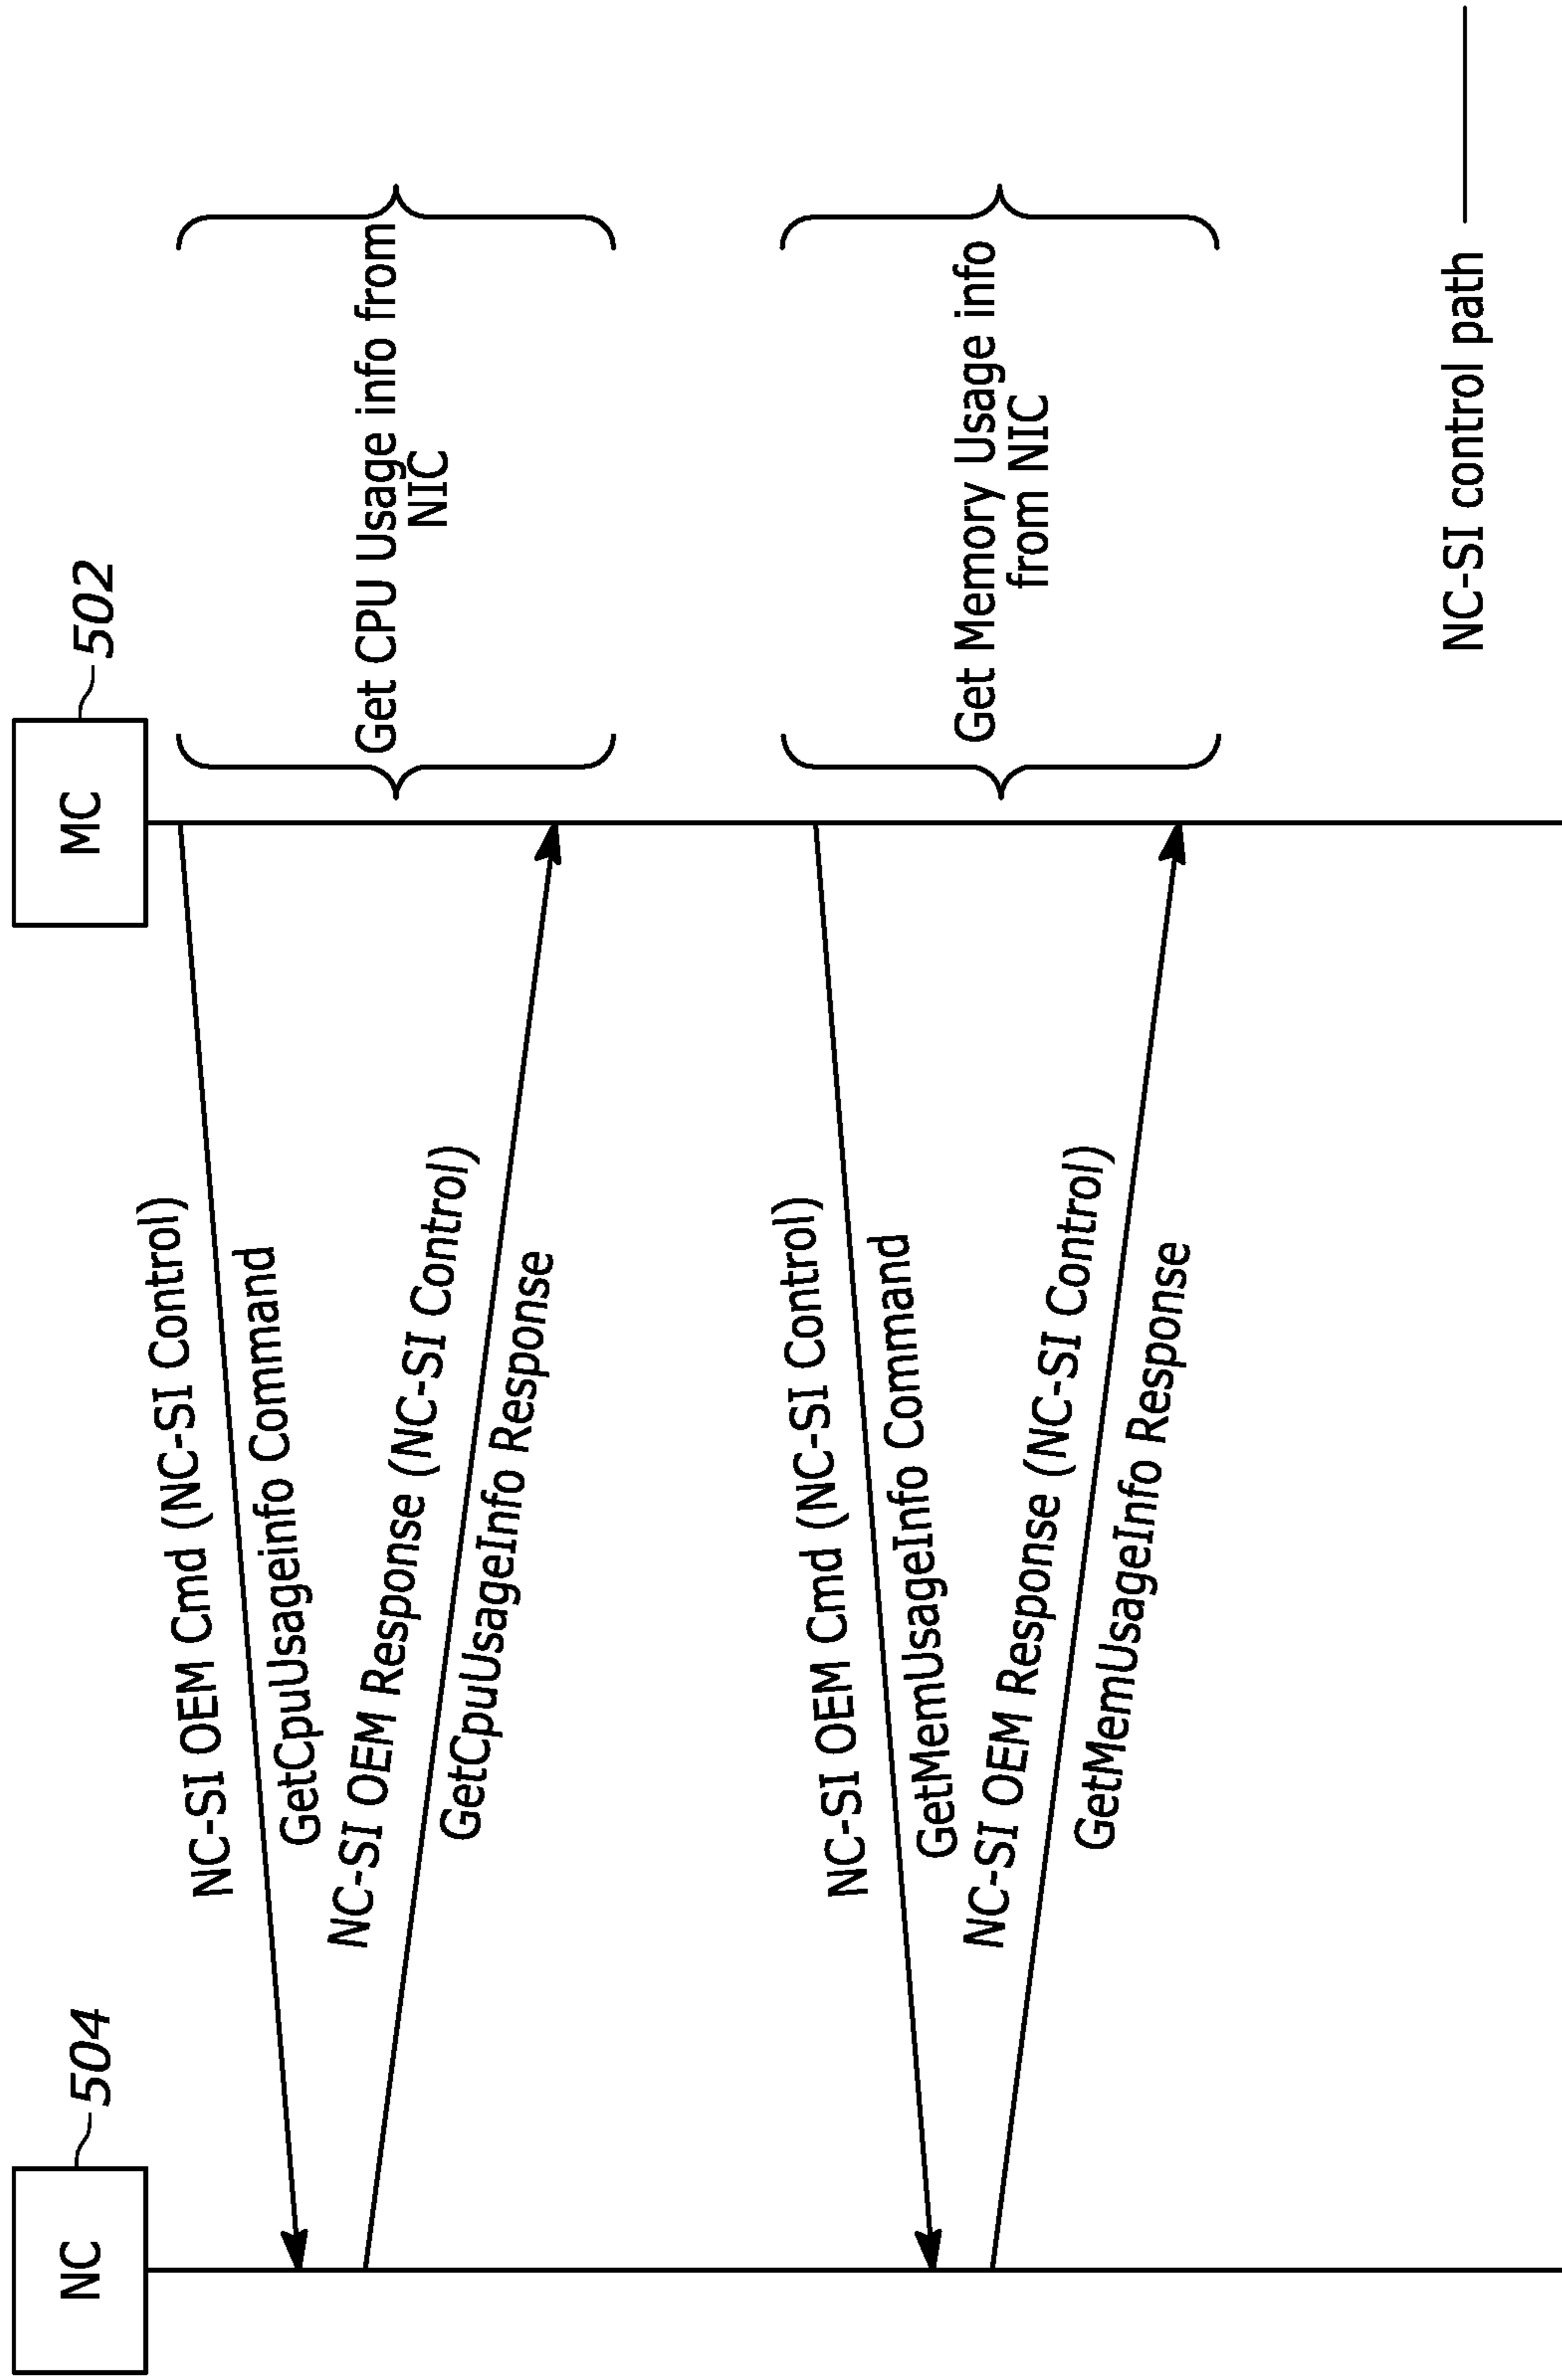 NC
504
MC
502
NC-SI OEM Cmd (NC-SI Control)
GetCpuUsageinfo Command
NC-SI OEM Response (NC-SI Control)
GetCpuUsageInfo Response
Get CPU Usage info from
NIC
NC-SI OEM Cmd (NC-SI Control)
GetMemUsageInfo Command
NC-SI OEM Response (NC-SI Control)
GetMemUsageInfo Response
Get Memory Usage info
from NIC
NC-SI control path